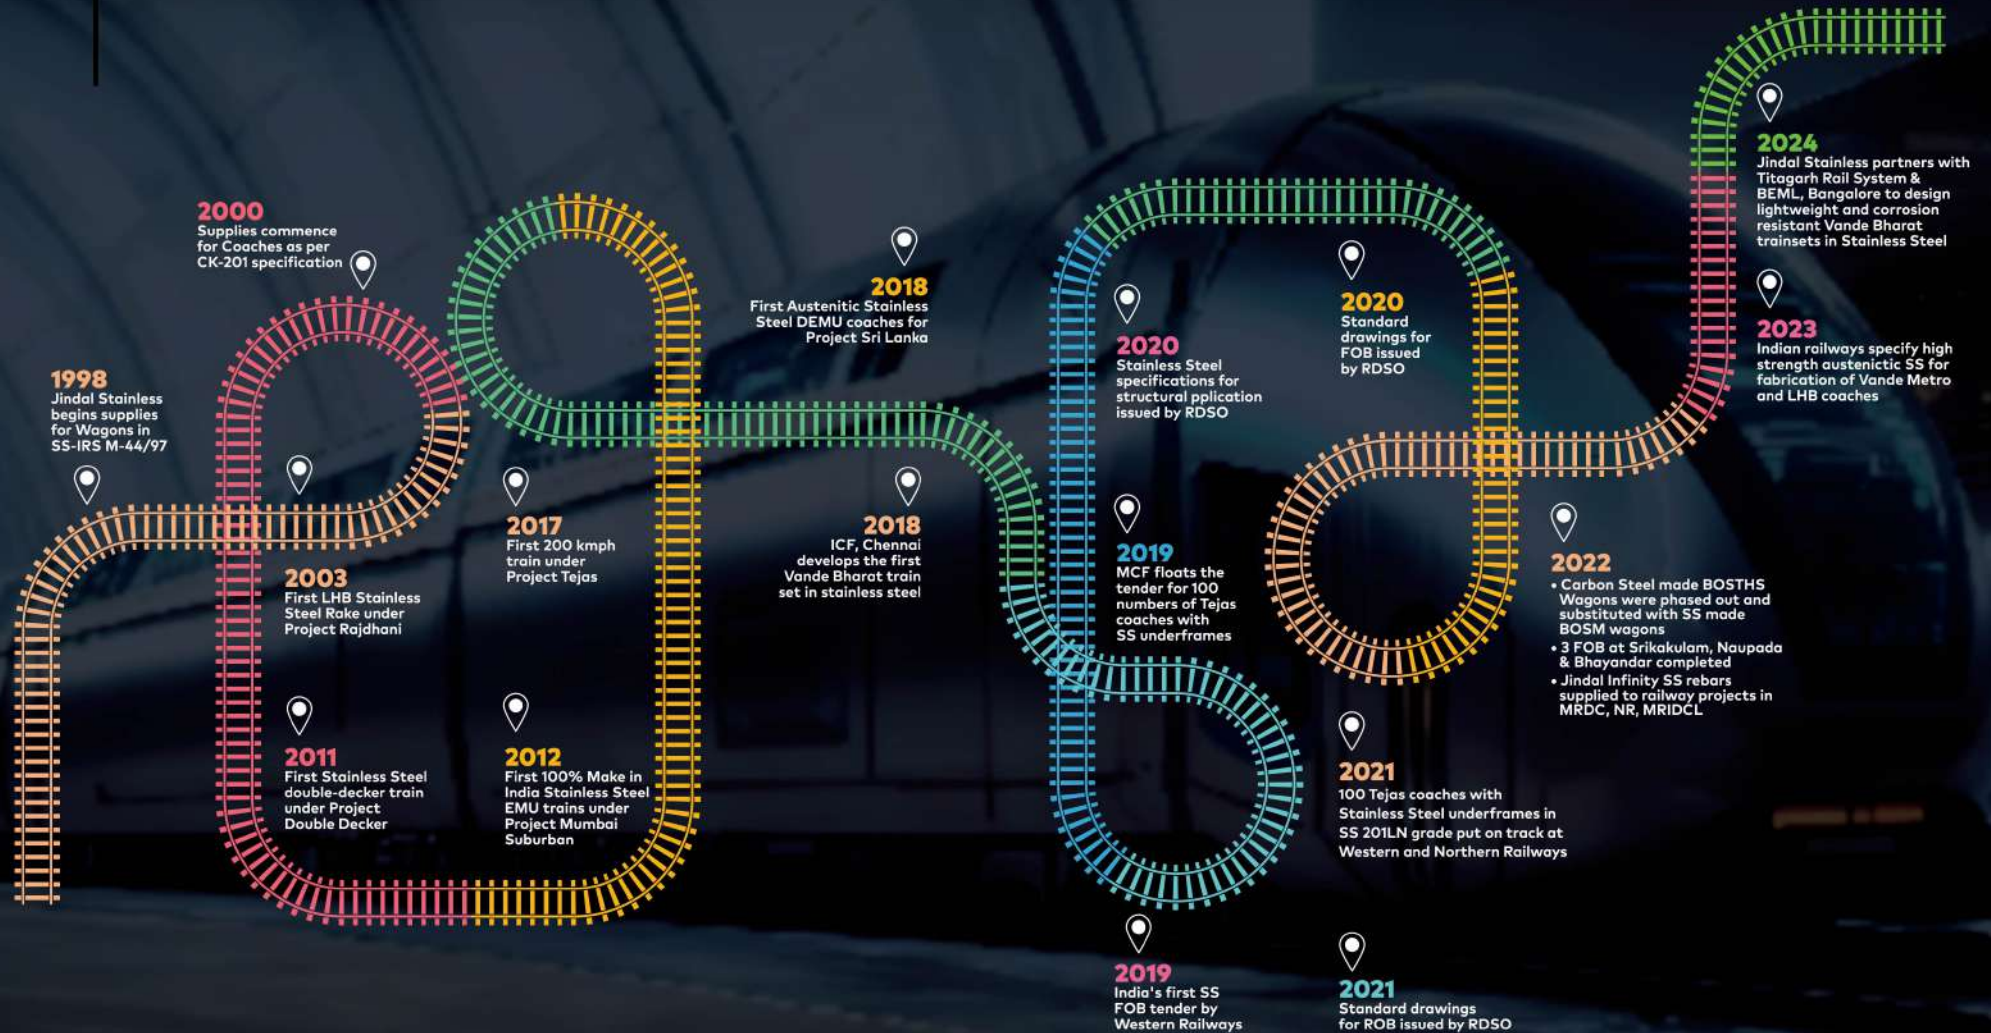 1998
Jindal Stainless
begins supplies
for Wagons in
SS-IRS M-44/97
2000
Supplies commence
for Coaches as per
CK-201 specification
2003
First LHB Stainless
Steel Rake under
Project Rajdhani
2011
First Stainless Steel
double-decker train
under Project
Double Decker
2012
First 100% Make in
India Stainless Steel
EMU trains under
Project Mumbai
Suburban
2017
First 200 kmph
train under
Project Tejas
2018
First Austenitic Stainless
Steel DEMU coaches for
Project Sri Lanka
2018
ICF, Chennai
develops the first
Vande Bharat train
set in stainless steel
2019
MCF floats the
tender for 100
numbers of Tejas
coaches with
SS underframes
2019
India's first SS
FOB tender by
Western Railways
2020
Stainless Steel
specifications for
structural pplication
issued by RDSO
2020
Standard
drawings for
FOB issued
by RDSO
2021
100 Tejas coaches with
Stainless Steel underframes in
SS 201LN grade put on track at
Western and Northern Railways
2021
Standard drawings
for ROB issued by RDSO
2022
• Carbon Steel made BOSTHS
Wagons were phased out and
substituted with SS made
BOSM wagons
• 3 FOB at Srikakulam, Naupada
& Bhayandar completed
• Jindal Infinity SS rebars
supplied to railway projects in
MRDC, NR, MRIDCL
2023
Indian railways specify high
strength austenictic SS for
fabrication of Vande Metro
and LHB coaches
2024
Jindal Stainless partners with
Titagarh Rail System &
BEML, Bangalore to design
lightweight and corrosion
resistant Vande Bharat
trainsets in Stainless Steel